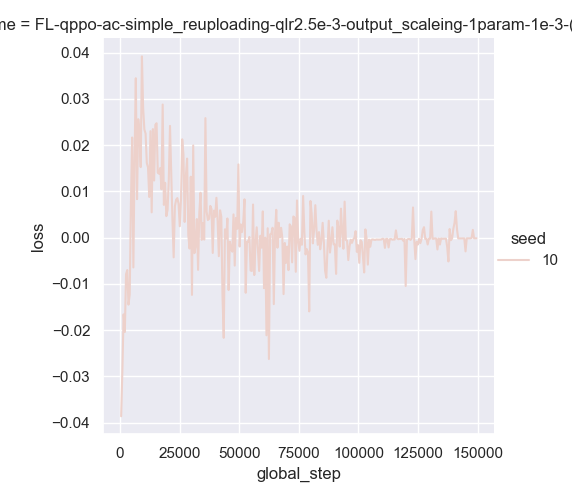 me = FL-qppo-ac-simple_reuploading-qlr2.5e-3-output_scaleing-1param-1e-3-(
0.04
0.03
0.02
0.01
0.00
−0.01
−0.02
−0.03
−0.04
loss
seed
10
0 25000 50000 75000 100000 125000 150000
global_step